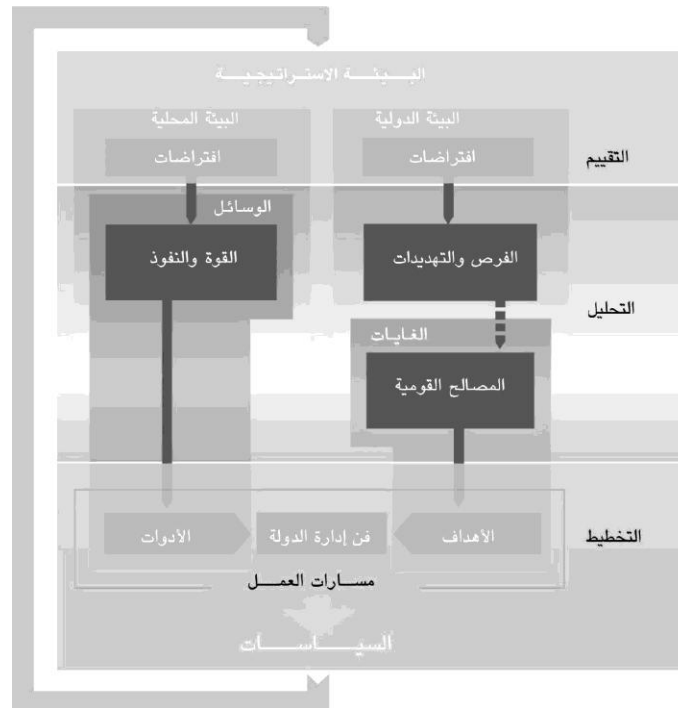 البيئة الاستراتيجية
البيئة الدولية
البيئة المحلية
التقييم
افتراضات
افتراضات
الوسائل
الفرص والتهديدات
القوة والنفوذ
التحليل
الغايات
المصالح القومية
التخطيط
الأهداف
فن إدارة الدولة
الأدوات
مسارات العمل
السياسات